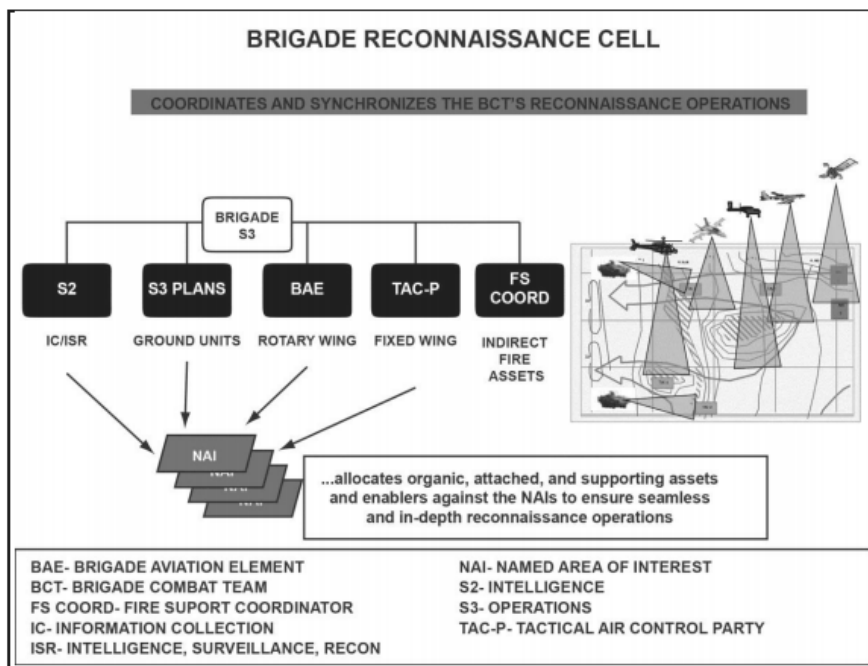 BRIGADE RECONNAISSANCE CELL
COORDINATES AND SYNCHRONIZES THE BCT'S RECONNAISSANCE OPERATIONS
BRIGADE
S3
S2
S3 PLANS
BAE
TAC-P
FS
COORD
IC/ISR
GROUND UNITS
ROTARY WING
FIXED WING
INDIRECT
FIRE
ASSETS
NAI
NAI
NAI
NAI
...allocates organic, attached, and supporting assets
and enablers against the NAIs to ensure seamless
and in-depth reconnaissance operations
BAE- BRIGADE AVIATION ELEMENT
BCT- BRIGADE COMBAT TEAM
FS COORD- FIRE SUPORT COORDINATOR
IC- INFORMATION COLLECTION
ISR- INTELLIGENCE, SURVEILLANCE, RECON
NAI- NAMED AREA OF INTEREST
S2- INTELLIGENCE
S3- OPERATIONS
TAC-P- TACTICAL AIR CONTROL PARTY